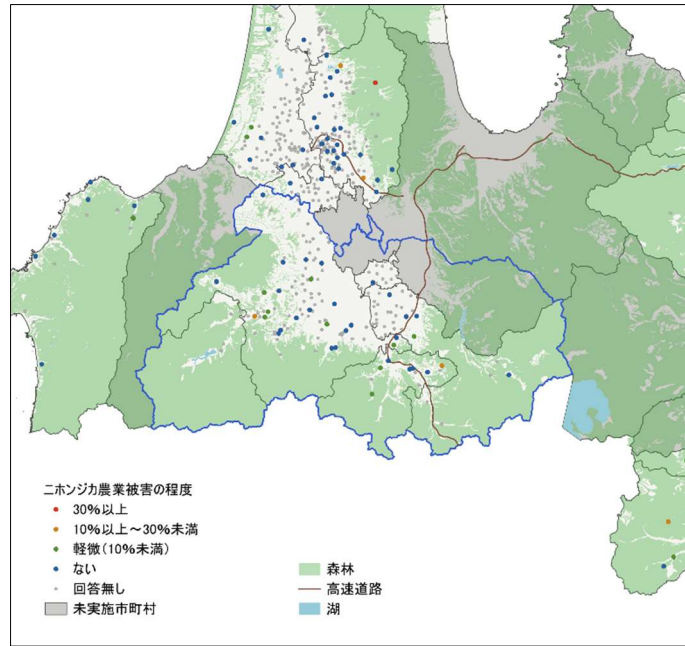 ニホンジカ農業被害の程度
30%以上
10%以上～30%未満
軽微(10%未満)
ない
回答無し
未実施市町村
森林
高速道路
湖